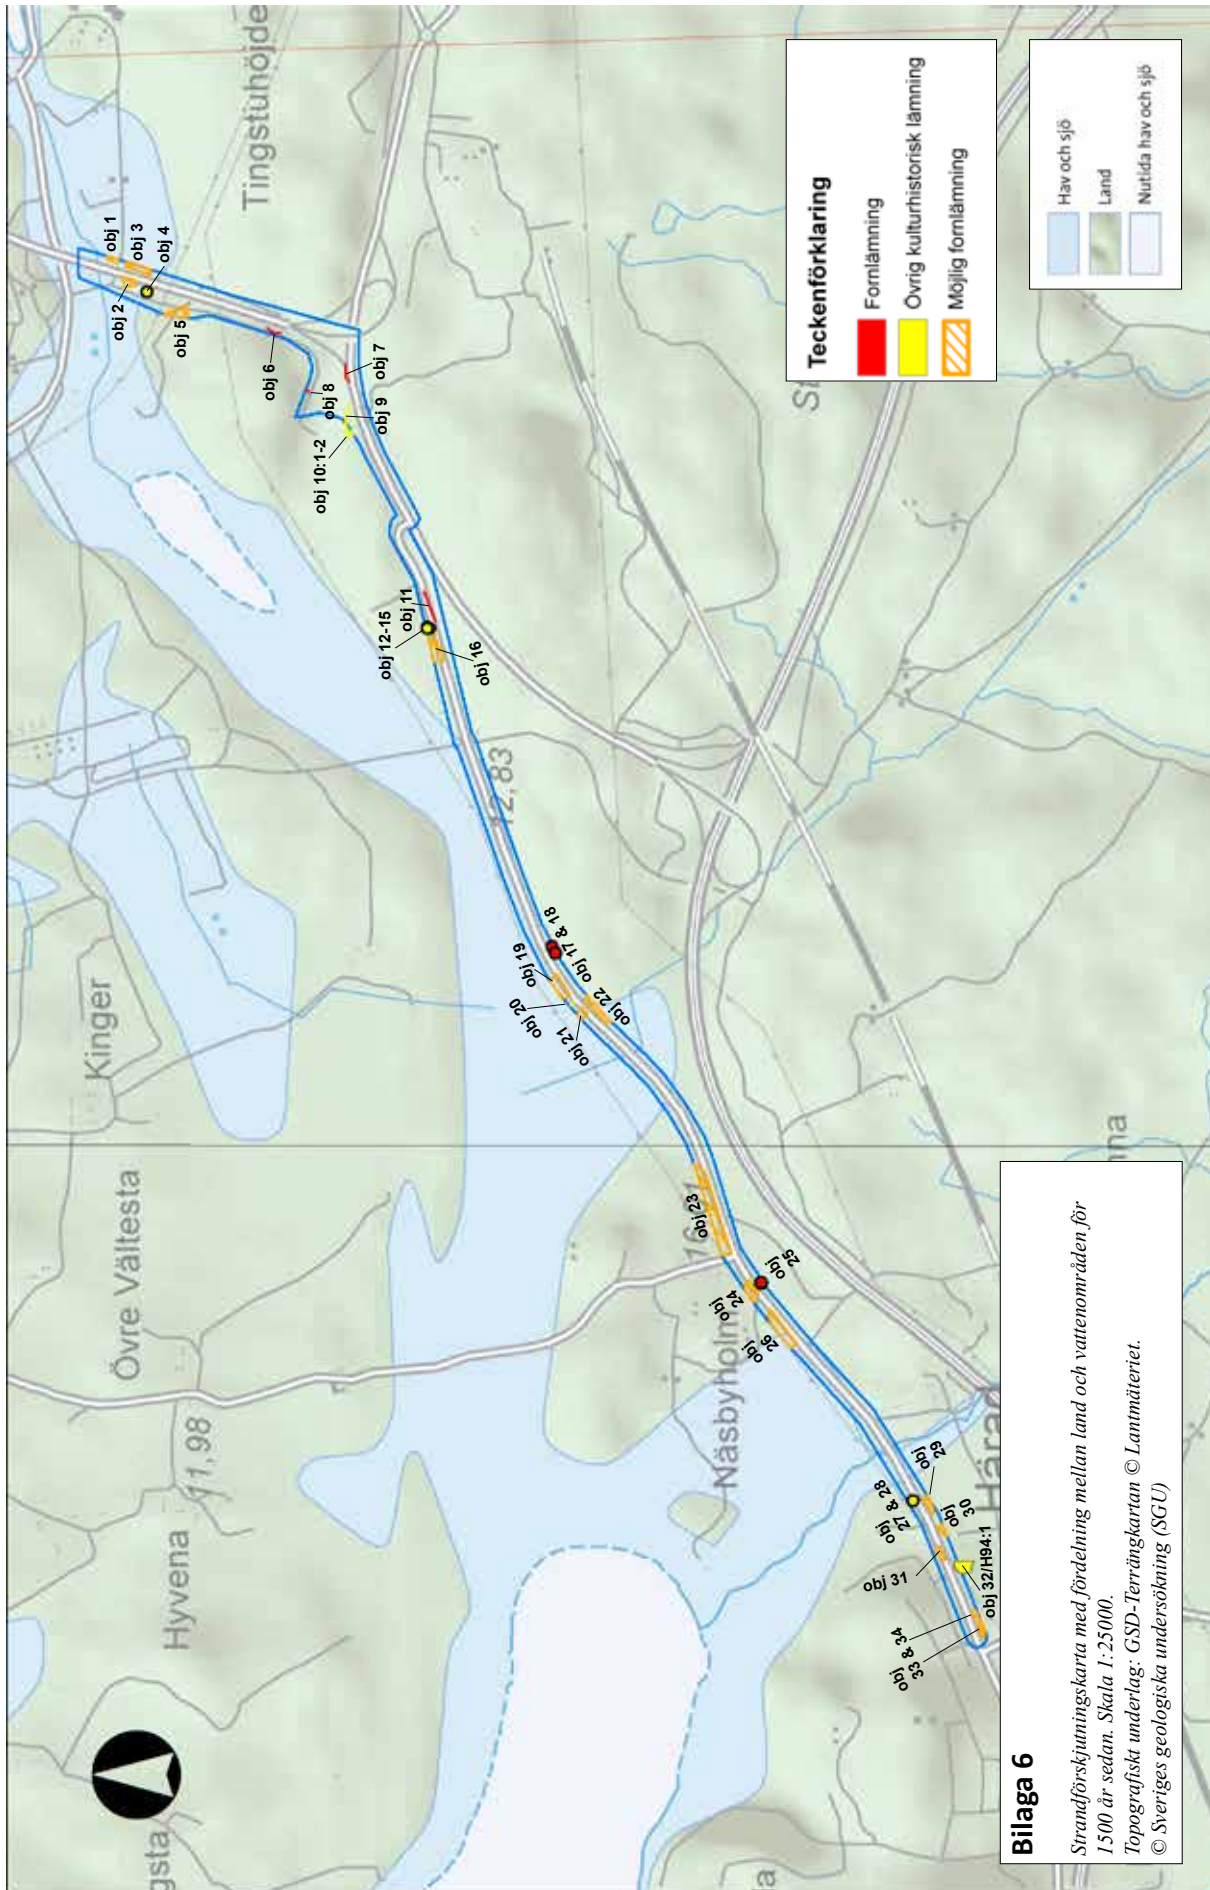 Bilaga 6
Strandförskjutningskarta med fördelning mellan land och vattenområden för
1500 år sedan. Skala 1:25000.
Topografiskt underlag: GSD-Terrängkartan © Lantmäteriet.
© Sveriges geologiska undersökning (SGU)
Teckenförklaring
Fornlämning
Övrig kulturhistorisk lämning
Möjlig fornlämning
Hav och sjö
Land
Nutida hav och sjö
gsta
Hyvena
11,98
Övre Vältesta
Kinger
Tingstuhöjde
12,83
Näsbyholm
Härad
nna
St
obj 1
obj 2
obj 3
obj 4
obj 5
obj 6
obj 7
obj 8
obj 9
obj 10:1-2
obj 11
obj 12-15
obj 16
obj 17 & 18
obj 19
obj 20
obj 21
obj 22
obj 23
obj
24
obj
25
obj
26
obj
27 & 28
obj
29
obj
30
obj 31
obj 32/H94:1
obj
33 & 34